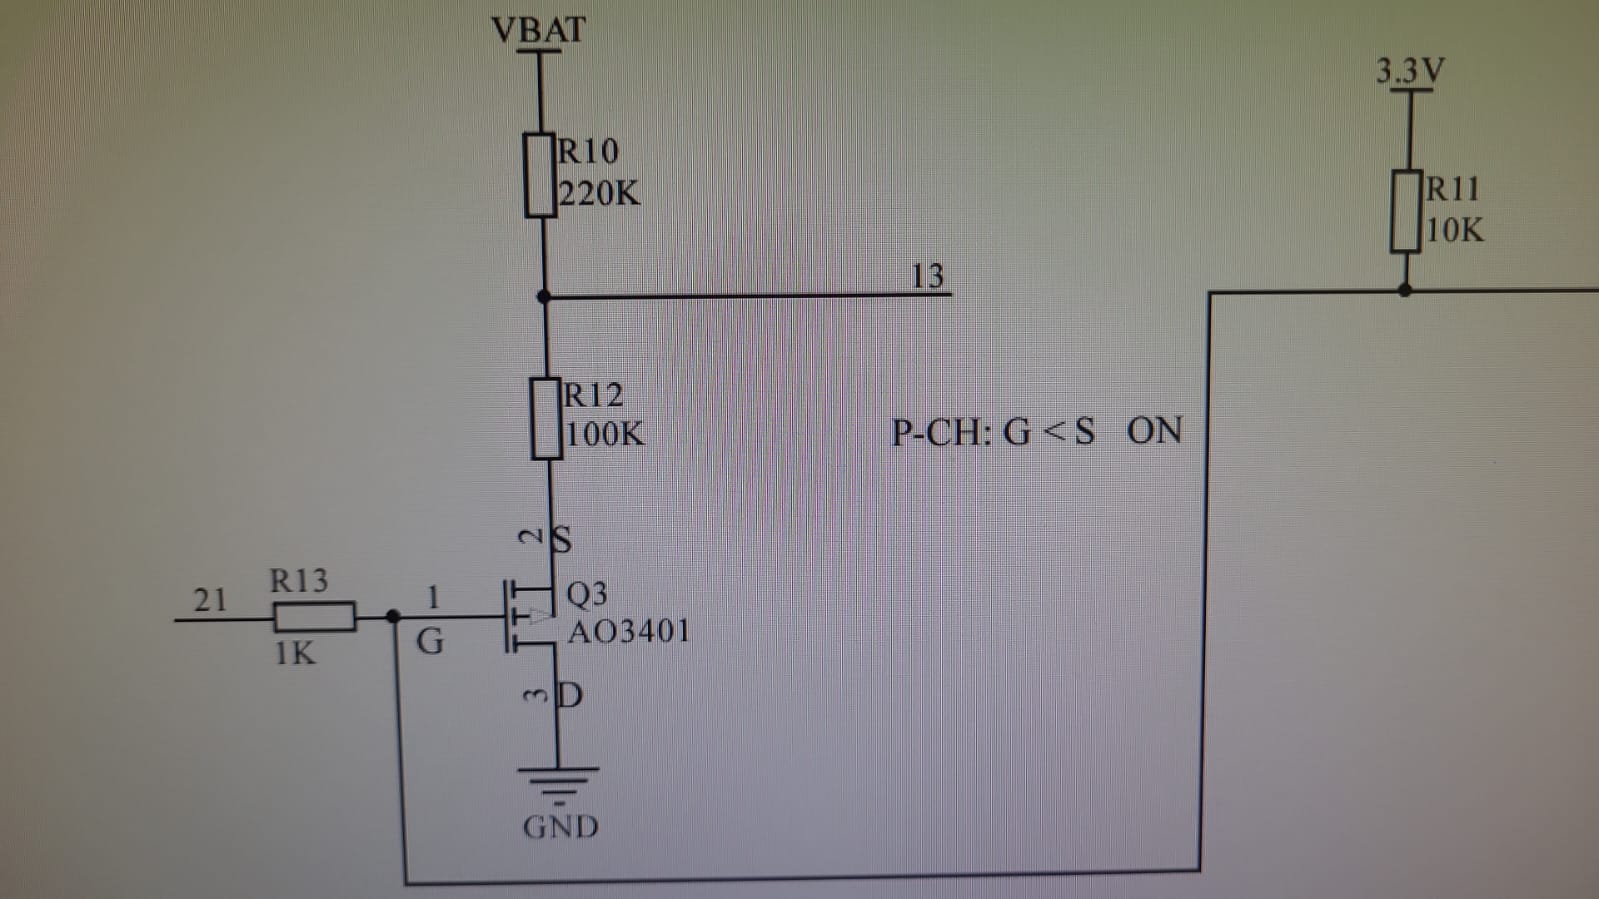 VBAT
3.3V
R10
220K
R11
10K
13
R12
100K
P-CH: G < S ON
2 S
21
R13
1K
1
G
Q3
AO3401
3 D
GND